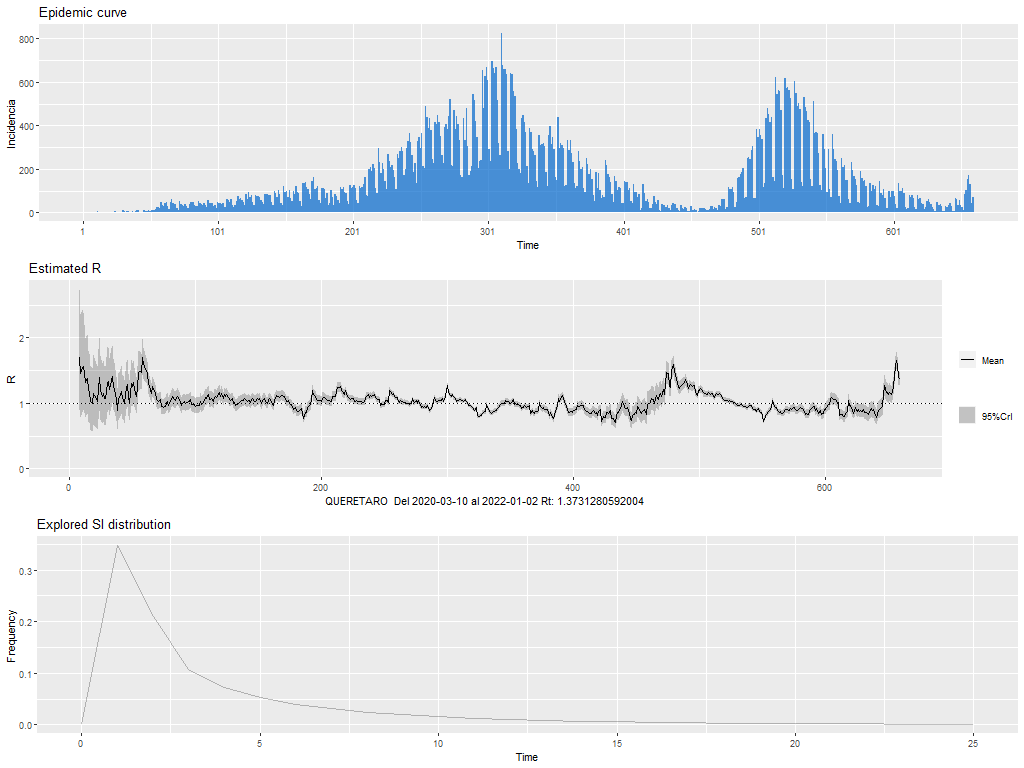 Epidemic curve
800
600
400
200
0
Incidencia
1 101 201 301 401 501 601
Time
Estimated R
2
1
0
R
Mean
95%CrI
0 200 400 600
QUERETARO Del 2020-03-10 al 2022-01-02 Rt: 1.3731280592004
Explored SI distribution
0.3
0.2
0.1
0.0
Frequency
0 5 10 15 20 25
Time